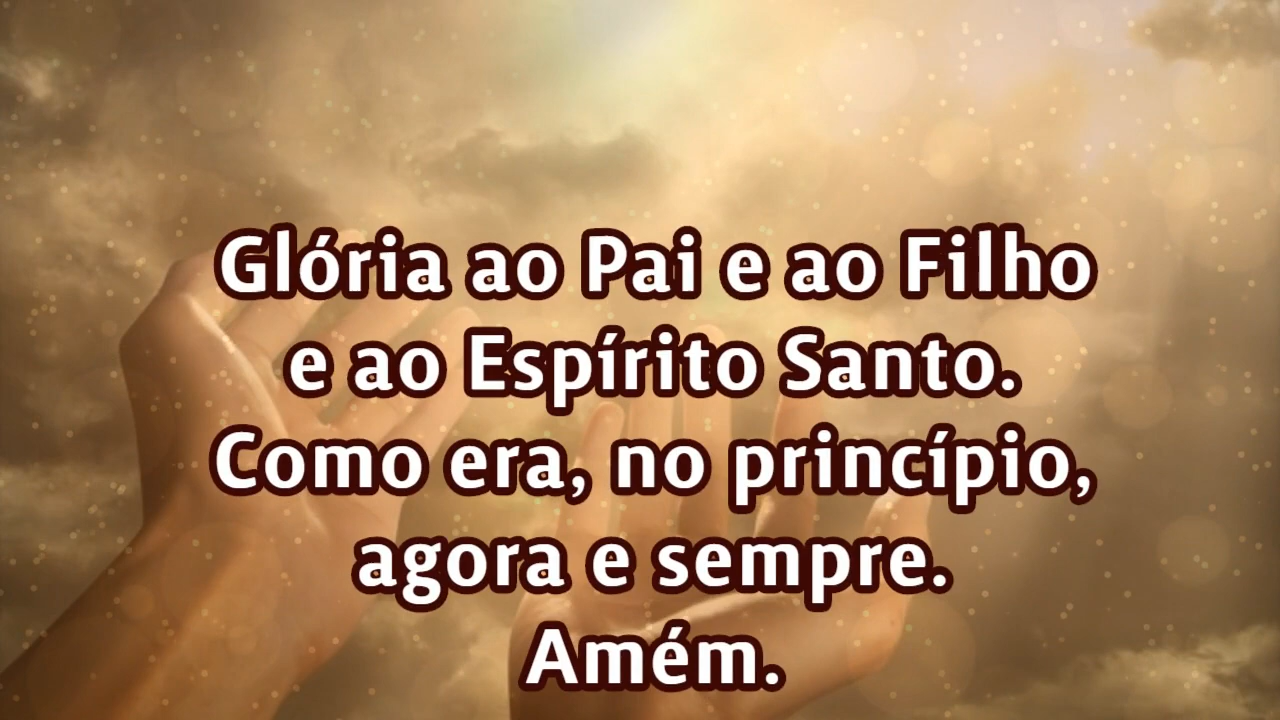 Glória ao Pai e ao Filho
e ao Espírito Santo.
Como era, no princípio,
agora e sempre.
Amém.